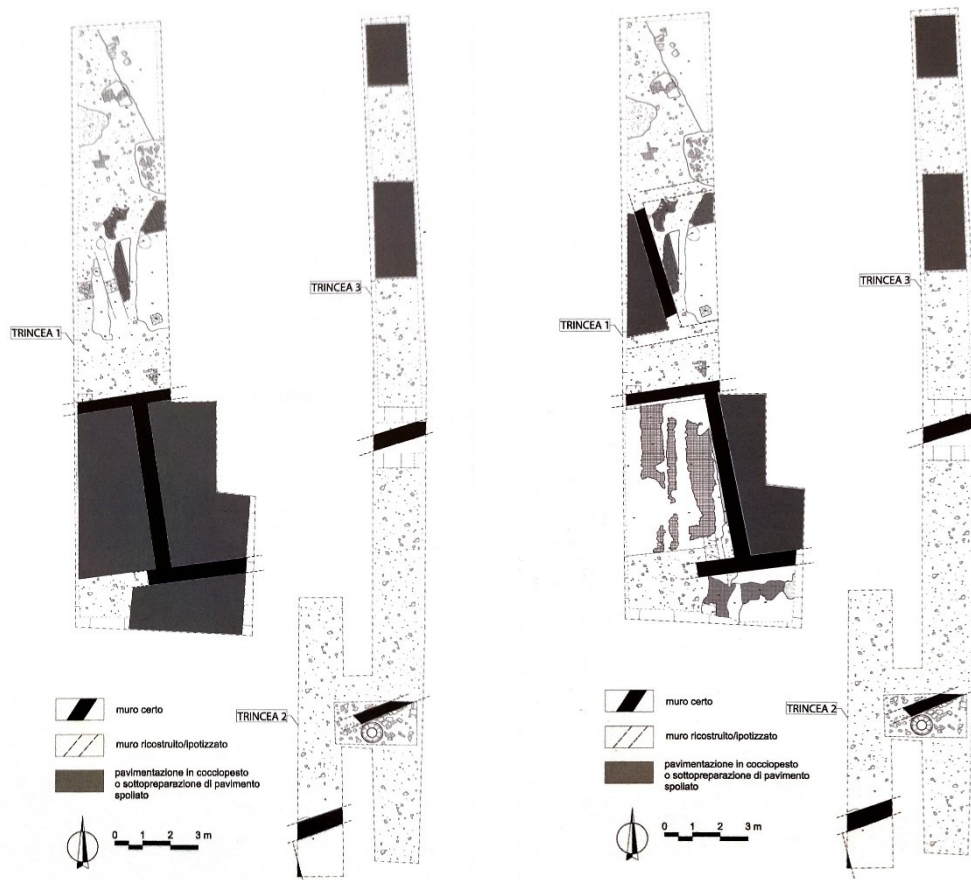 TRINCEA 3
TRINCEA 1
TRINCEA 2
muro certo
muro ricostruito/ipotizzato
pavimentazione in cocciopesto
o sottopreparazione di pavimento
spoliato
0 1 2 3 m
TRINCEA 3
TRINCEA 1
TRINCEA 2
muro certo
muro ricostruito/ipotizzato
pavimentazione in cocciopesto
o sottopreparazione di pavimento
spoliato
0 1 2 3 m